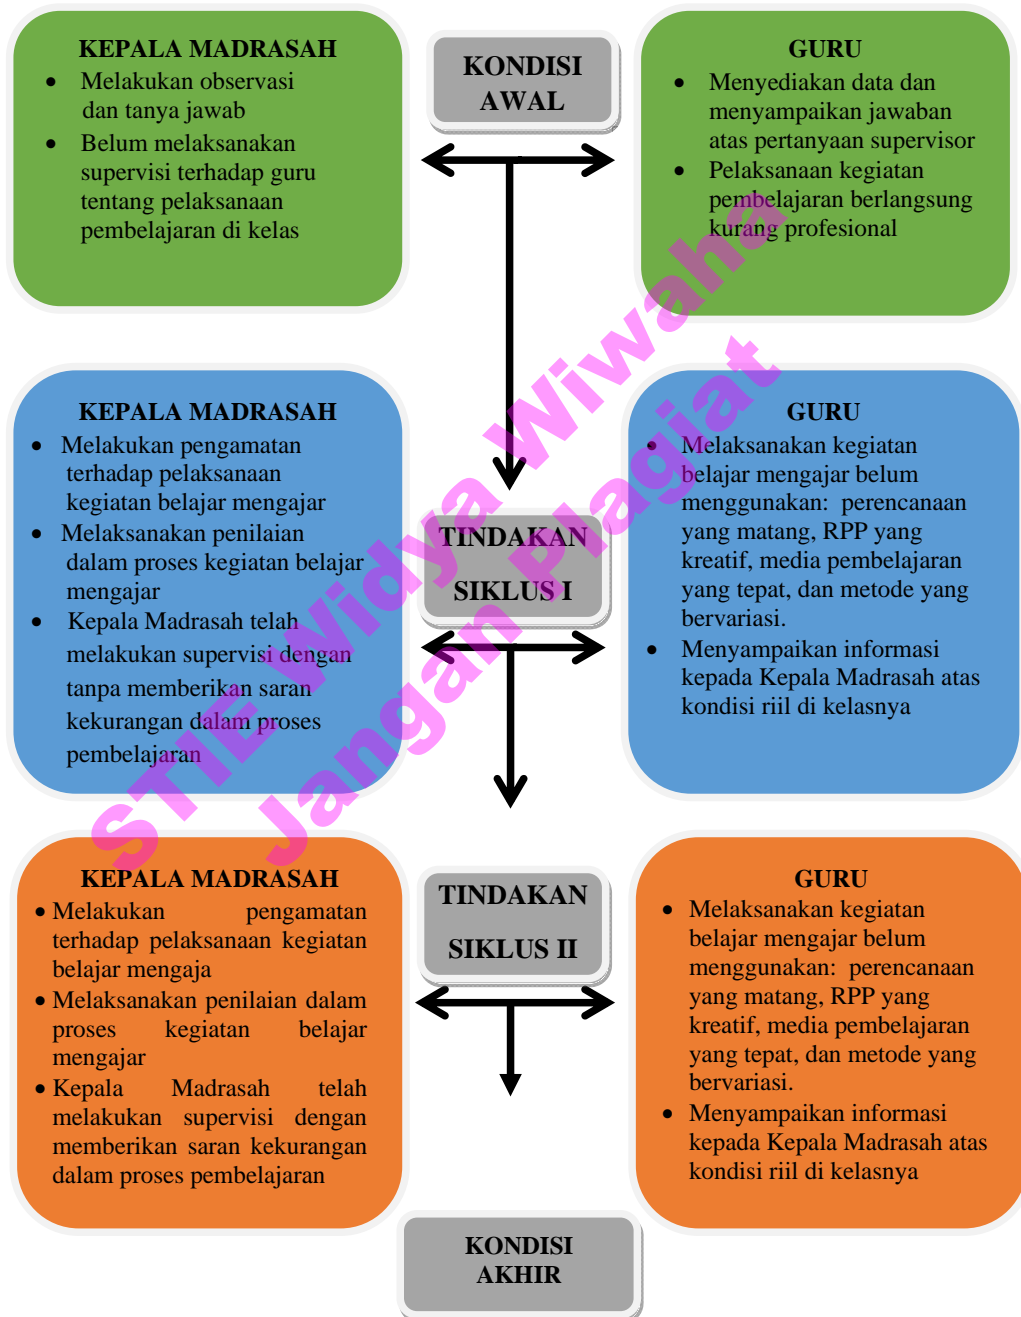 KEPALA MADRASAH
• Melakukan observasi
dan tanya jawab
• Belum melaksanakan
supervisi terhadap guru
tentang pelaksanaan
pembelajaran di kelas
KONDISI
AWAL
GURU
• Menyediakan data dan
menyampaikan jawaban
atas pertanyaan supervisor
• Pelaksanaan kegiatan
pembelajaran berlangsung
kurang profesional
KEPALA MADRASAH
• Melakukan pengamatan
terhadap pelaksanaan
kegiatan belajar mengajar
• Melaksanakan penilaian
dalam proses kegiatan belajar
mengajar
• Kepala Madrasah telah
melakukan supervisi dengan
tanpa memberikan saran
kekurangan dalam proses
pembelajaran
TINDAKAN
SIKLUS I
GURU
• Melaksanakan kegiatan
belajar mengajar belum
menggunakan: perencanaan
yang matang, RPP yang
kreatif, media pembelajaran
yang tepat, dan metode yang
bervariasi.
• Menyampaikan informasi
kepada Kepala Madrasah atas
kondisi riil di kelasnya
KEPALA MADRASAH
• Melakukan pengamatan
terhadap pelaksanaan kegiatan
belajar mengaja
• Melaksanakan penilaian dalam
proses kegiatan belajar
mengajar
• Kepala Madrasah telah
melakukan supervisi dengan
memberikan saran kekurangan
dalam proses pembelajaran
TINDAKAN
SIKLUS II
GURU
• Melaksanakan kegiatan
belajar mengajar belum
menggunakan: perencanaan
yang matang, RPP yang
kreatif, media pembelajaran
yang tepat, dan metode yang
bervariasi.
• Menyampaikan informasi
kepada Kepala Madrasah atas
kondisi riil di kelasnya
KONDISI
AKHIR
STIE Widya Wiwaha
Jangan Plagiat